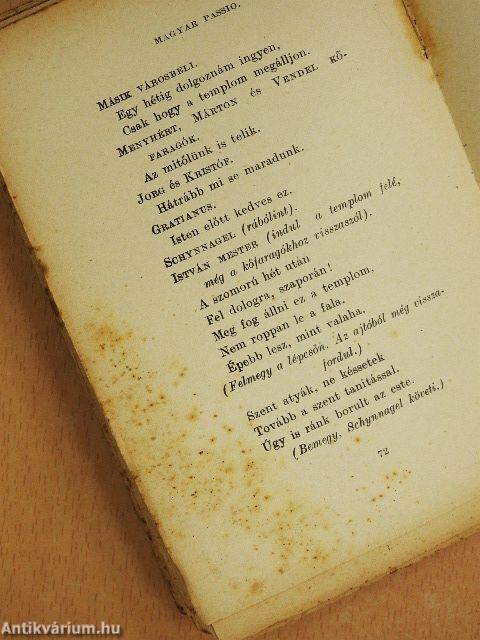 MAGYAR PASSIO.
MÁSIK VÁROSBELI.
Egy hétig dolgoznám ingyen,
Csak hogy a templom megálljon.
MENYHÉRT, MÁRTON és VENDEL KŐ-
FARAGÓK.
Az mitőlünk is telik.
JORG és KRISTÓF.
Hátrább mi se maradunk.
GRATIANUS.
Isten előtt kedves ez.
SCHYNNAGEL (rábólint).
ISTVÁN MESTER (indul a templom felé,
még a kőfaragókhoz visszaszól).
A szomorú hét után
Fel dologra, szaporán!
Meg fog állni ez a templom,
Nem roppan le a fala.
Épebb lesz, mint valaha.
(Felmegy a lépcsőn. Az ajtóból még vissza-
fordul.)
Szent atyák, ne késsetek
Tovább a szent tanitással.
Úgy is ránk borult az este.
(Bemegy, Schynnagel követi.)
72
Antikvárium.hu